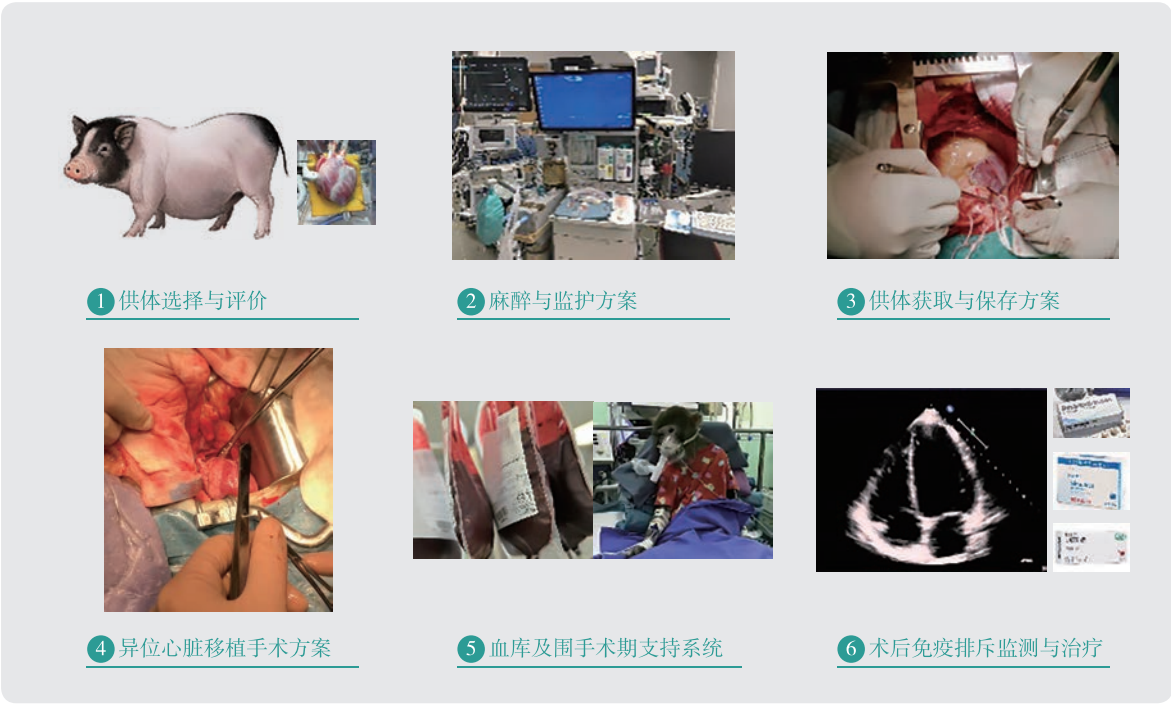 1 供体选择与评价
2 麻醉与监护方案
3 供体获取与保存方案
4 异位心脏移植手术方案
5 血库及围手术期支持系统
6 术后免疫排斥监测与治疗